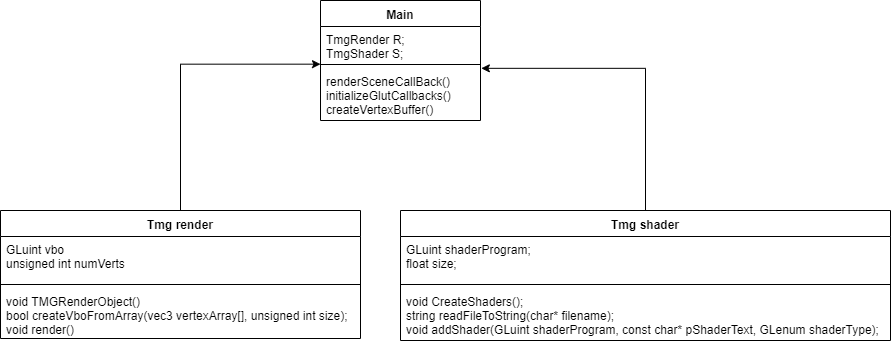 Main
TmgRender R;
TmgShader S;
renderSceneCallBack()
initializeGlutCallbacks()
createVertexBuffer()
Tmg render
GLuint vbo
unsigned int numVerts
void TMGRenderObject()
bool createVboFromArray(vec3 vertexArray[], unsigned int size);
void render()
Tmg shader
GLuint shaderProgram;
float size;
void CreateShaders();
string readFileToString(char* filename);
void addShader(GLuint shaderProgram, const char* pShaderText, GLenum shaderType);